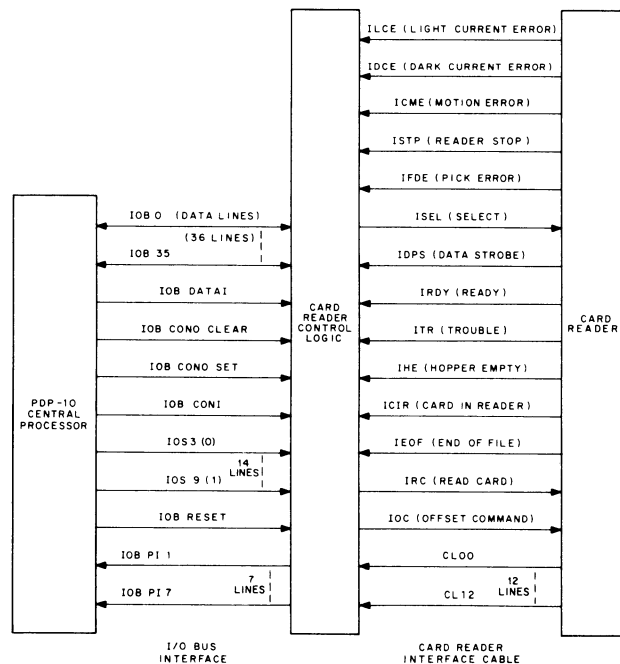 ILCE (LIGHT CURRENT ERROR)
IDCE (DARK CURRENT ERROR)
ICME (MOTION ERROR)
ISTP (READER STOP)
IFDE (PICK ERROR)
IOB 0 (DATA LINES)
ISEL (SELECT)
(36 LINES)
IOB 35
IDPS (DATA STROBE)
IOB DATAI
IRDY (READY)
CARD
READER
CONTROL
LOGIC
CARD
READER
IOB CONO CLEAR
ITR (TROUBLE)
IOB CONO SET
IHE (HOPPER EMPTY)
PDP-10
CENTRAL
PROCESSOR
IOB CONI
ICIR (CARD IN READER)
IOS3 (0)
IEOF (END OF FILE)
14
LINES
IOS 9 (1)
IRC (READ CARD)
IOB RESET
IOC (OFFSET COMMAND)
IOB PI 1
CL00
7
LINES
12
LINES
IOB PI 7
CL12
I/O BUS
INTERFACE
CARD READER
INTERFACE CABLE